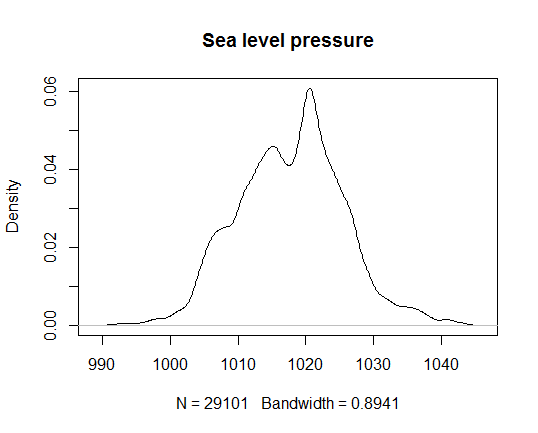 Sea level pressure
Density
0.06
0.04
0.02
0.00
990 1000 1010 1020 1030 1040
N = 29101 Bandwidth = 0.8941